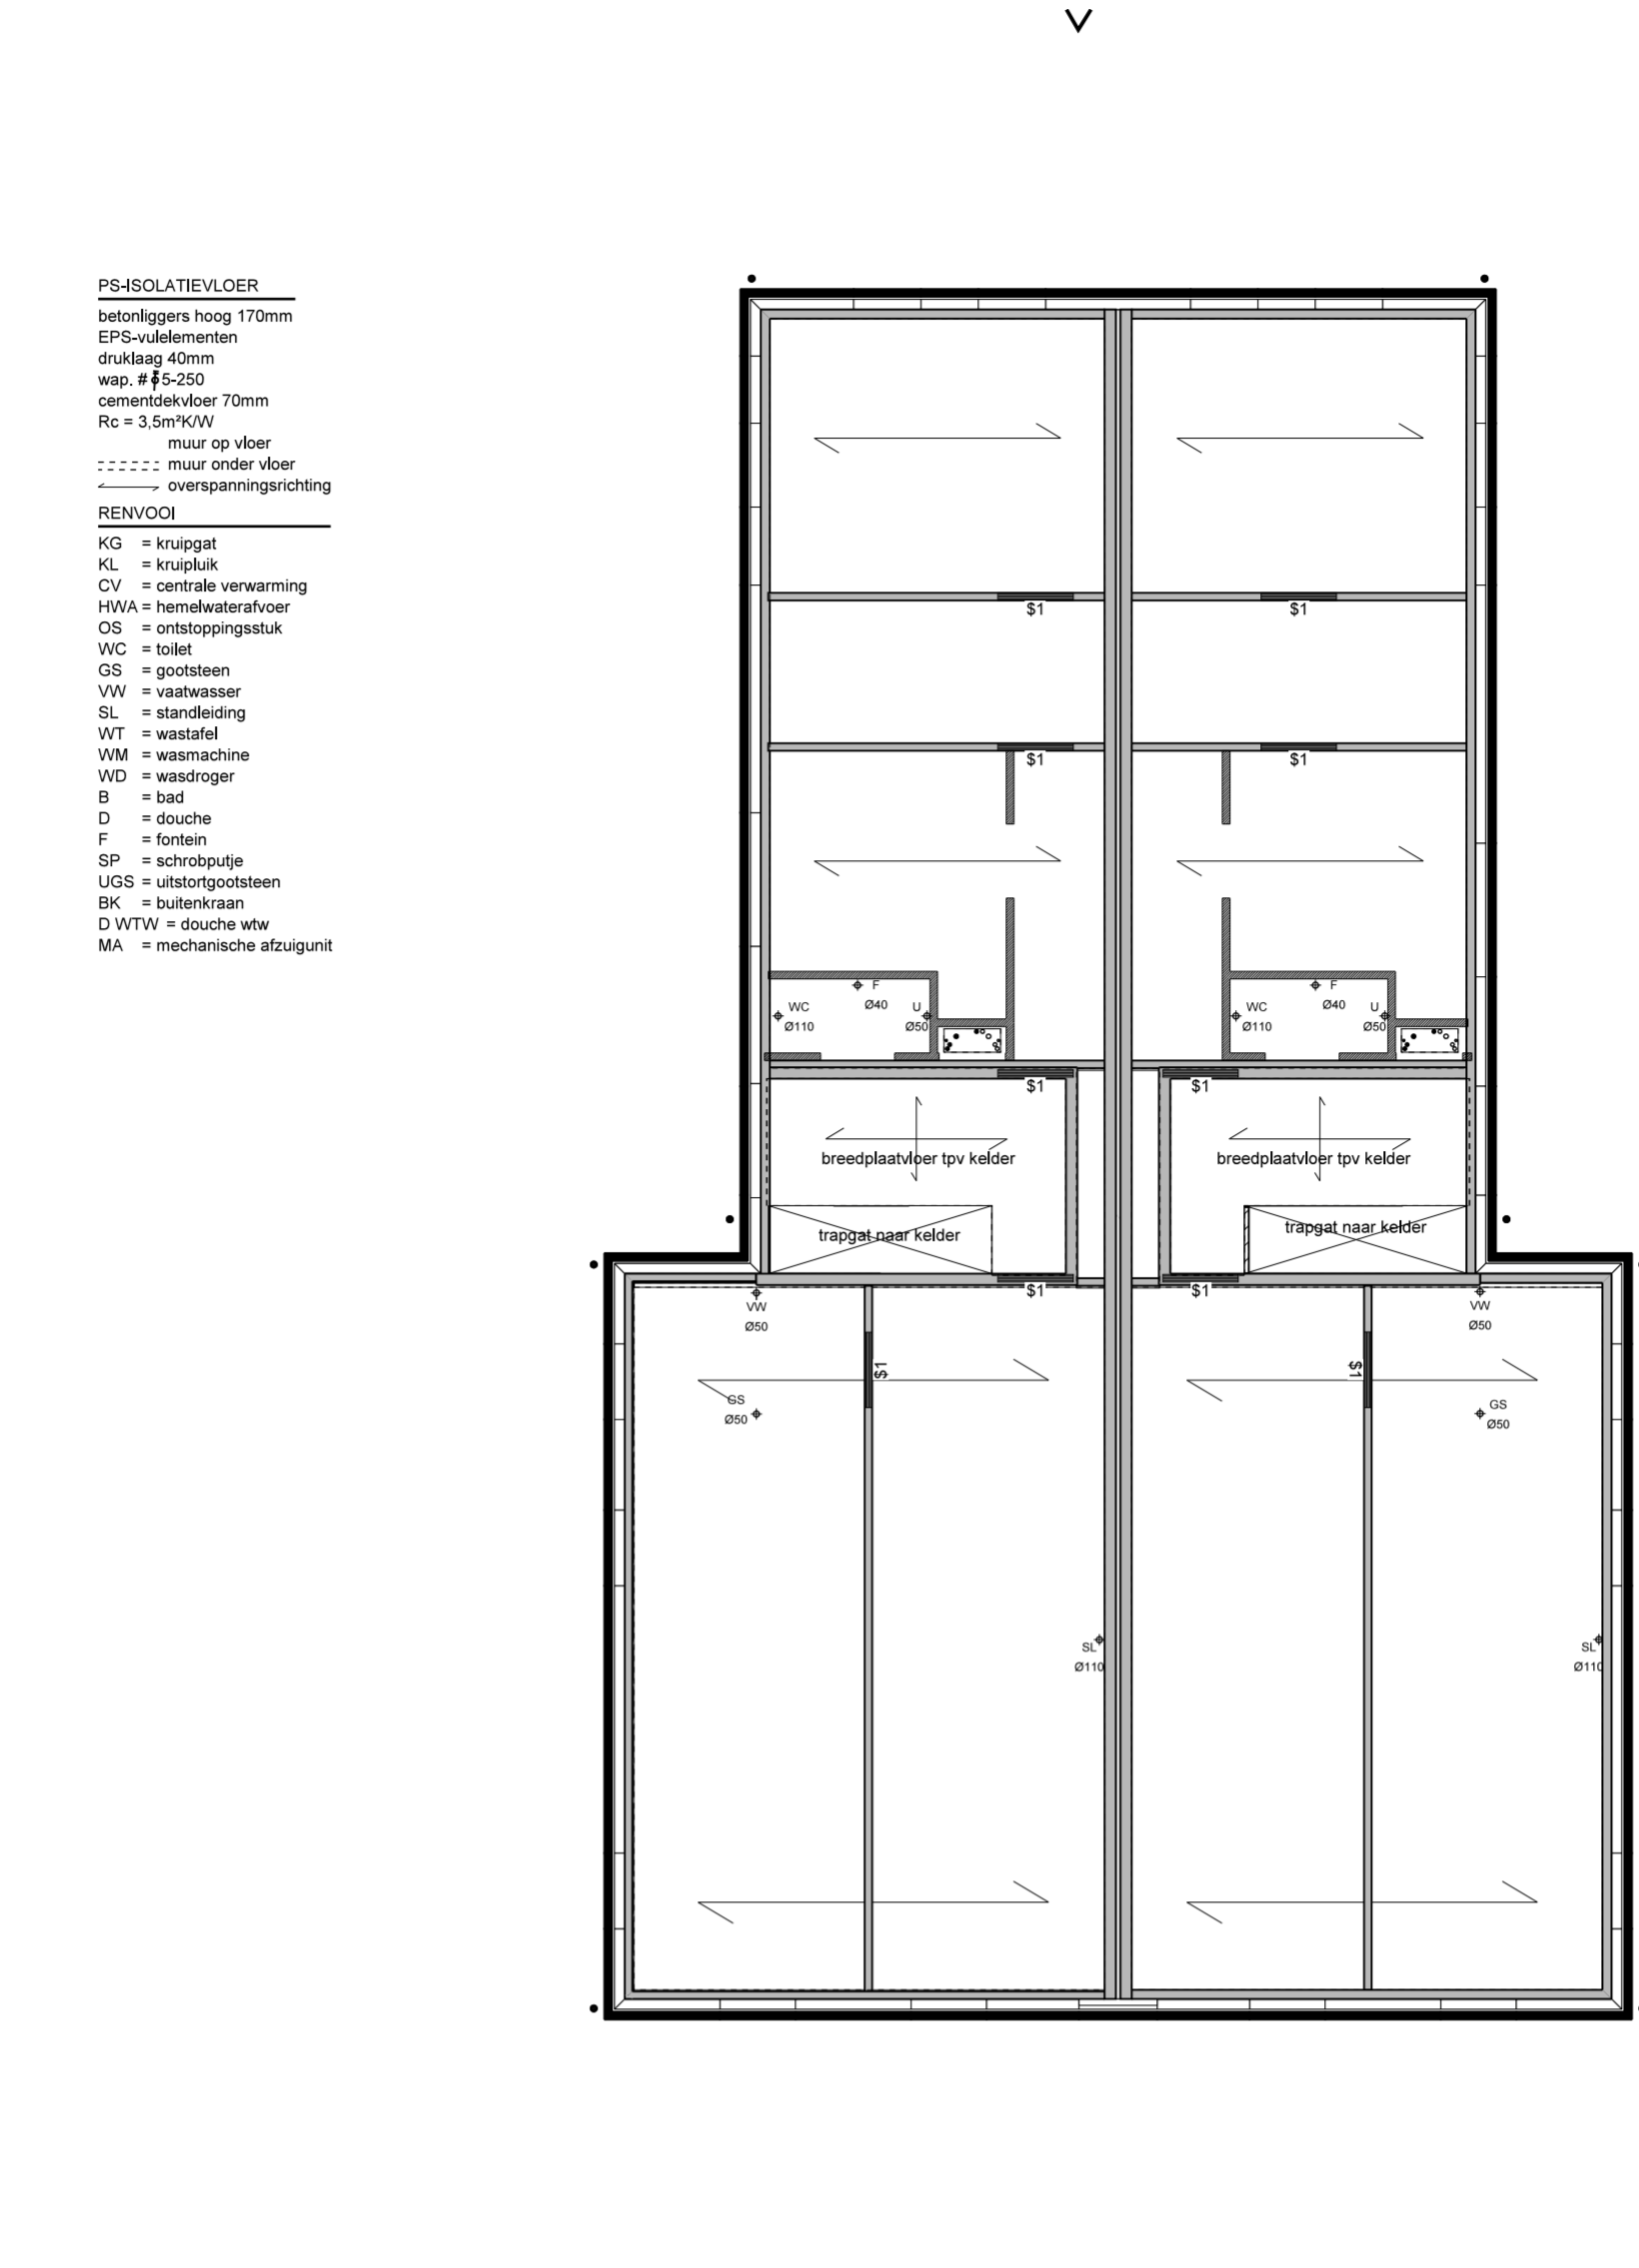 PS-ISOLATIEVLOER
betonliggers hoog 170mm
EPS-vulelementen
druklaag 40mm
wap. # 5-250
cementdekvloer 70mm
Rc = 3,5m²K/W
muur op vloer
muur onder vloer
overspanningsrichting
RENVOOI
KG = kruipgat
KL = kruipluik
CV = centrale verwarming
HWA = hemelwaterafvoer
OS = ontstoppingsstuk
WC = toilet
GS = gootsteen
VW = vaatwasser
SL = standleiding
WT = wastafel
WM = wasmachine
WD = wasdroger
B = bad
D = douche
F = fontein
SP = schrobputje
UGS = uitstortgootsteen
BK = buitenkraan
D WTW = douche wtw
MA = mechanische afzuigunit
$1 $1
$1 $1
F F
WC Ø40 U WC Ø40 U
Ø110 Ø50 Ø110 Ø50
$1 $1
breedplaatvloer tpv kelder breedplaatvloer tpv kelder
trapgat naar kelder trapgat naar kelder
$1 $1
VW VW
Ø50 Ø50
$1 $1
GS GS
Ø50 Ø50
SL SL
Ø110 Ø110